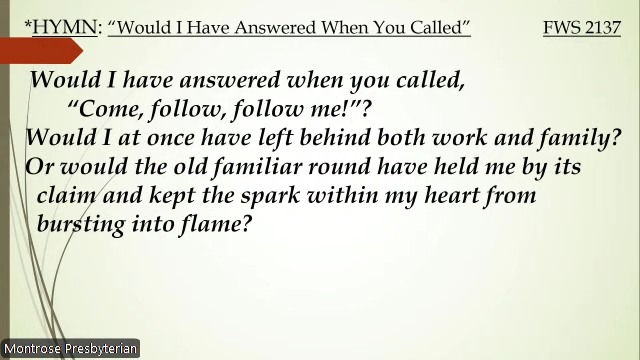 *HYMN: “Would I Have Answered When You Called” FWS 2137
Would I have answered when you called,
“Come, follow, follow me!”?
Would I at once have left behind both work and family?
Or would the old familiar round have held me by its
claim and kept the spark within my heart from
bursting into flame?
Montrose Presbyterian